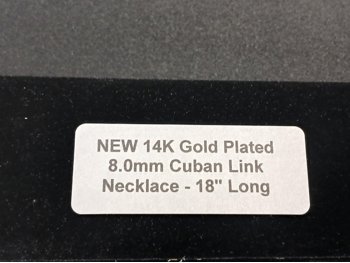 NEW 14K Gold Plated
8.0mm Cuban Link
Necklace - 18" Long